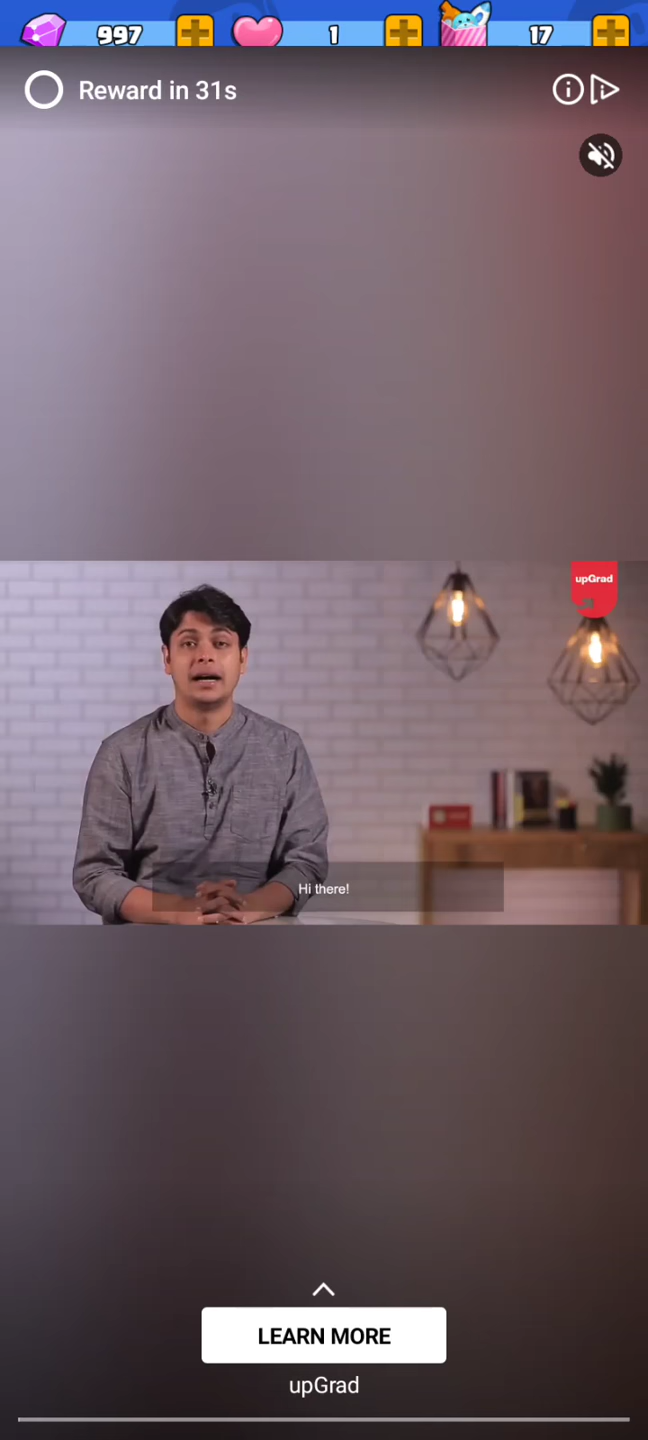 997
1
17
Reward in 31s
upGrad
Hi there!
LEARN MORE
upGrad